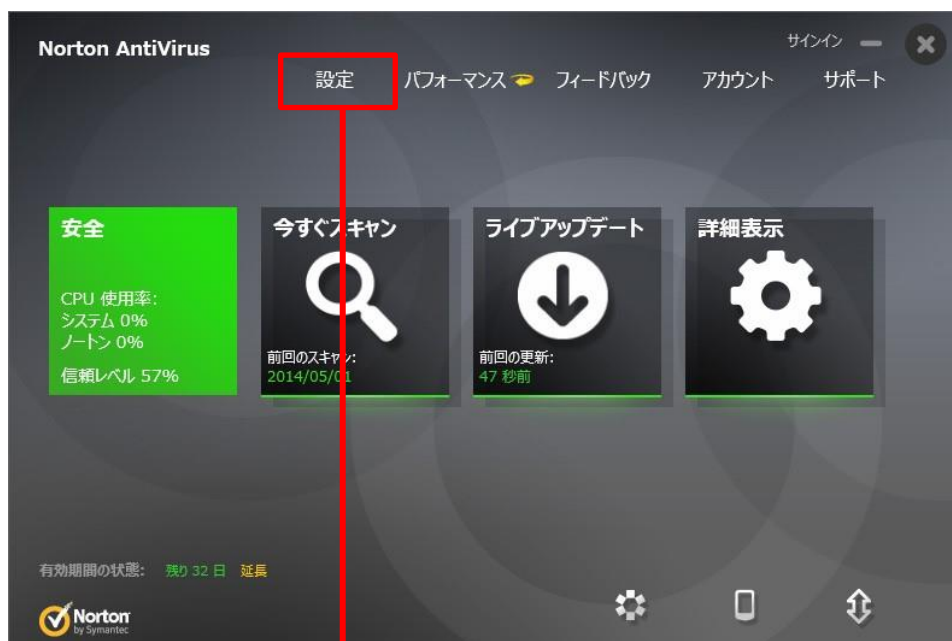 Norton AntiVirus
サインイン
設定 パフォーマンス フィードバック アカウント サポート
安全
CPU 使用率:
システム 0%
ノートン 0%
信頼レベル 57%
今すぐスキャン
前回のスキャン:
2014/05/01
ライブアップデート
前回の更新:
47 秒前
詳細表示
有効期間の状態: 残り 32 日 延長
Norton
by Symantec